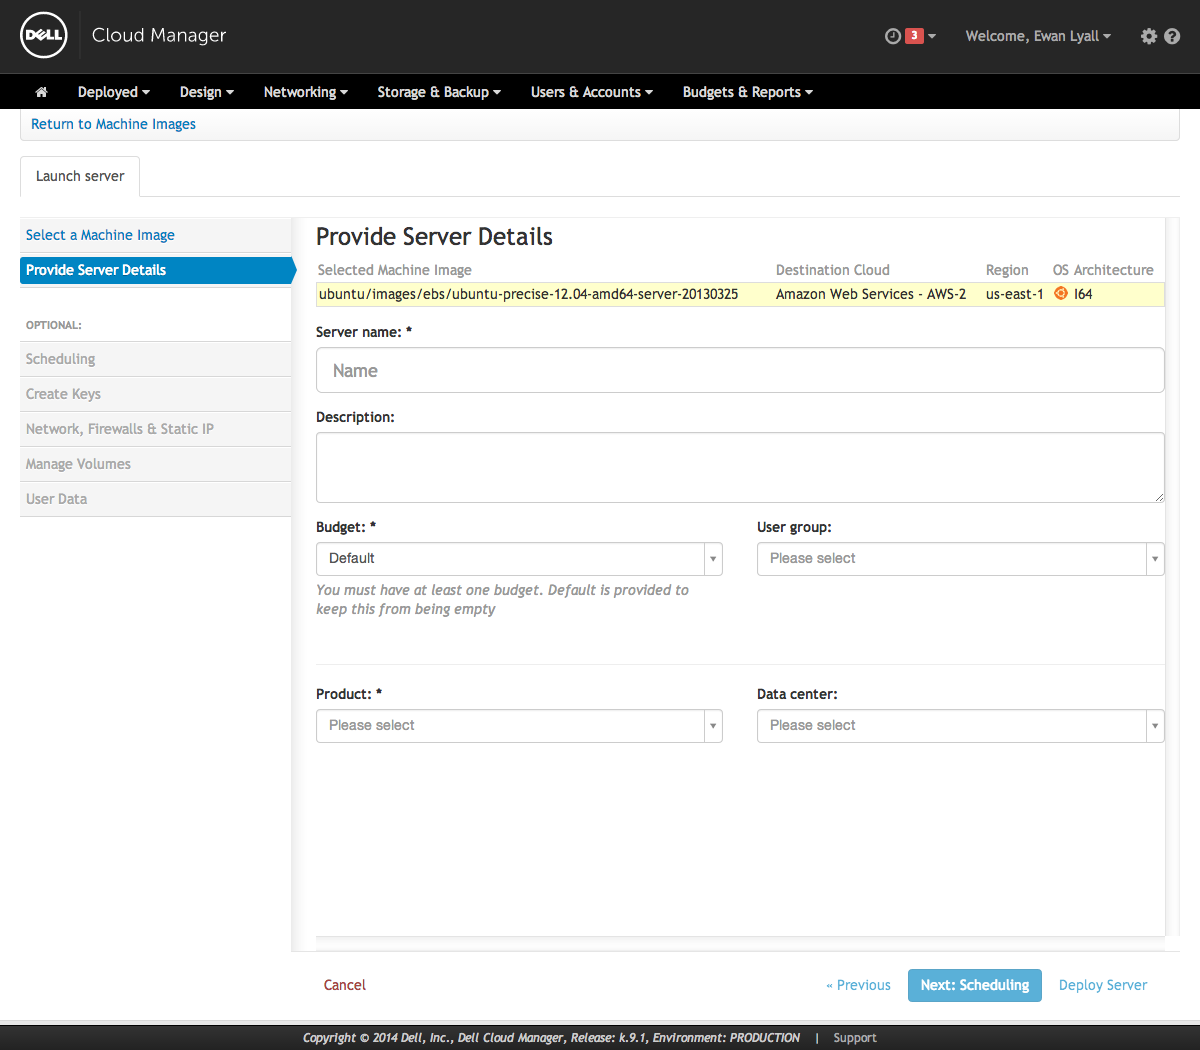 DELL
Cloud Manager
3
Welcome, Ewan Lyall
Deployed
Design
Networking
Storage & Backup
Users & Accounts
Budgets & Reports
Return to Machine Images
Launch server
Select a Machine Image
Provide Server Details
OPTIONAL:
Scheduling
Create Keys
Network, Firewalls & Static IP
Manage Volumes
User Data
Provide Server Details
Selected Machine Image Destination Cloud Region OS Architecture
ubuntu/images/ebs/ubuntu-precise-12.04-amd64-server-20130325 Amazon Web Services - AWS-2 us-east-1 I64
Server name: *
Name
Description:
Budget: * User group:
Default Please select
You must have at least one budget. Default is provided to
keep this from being empty
Product: * Data center:
Please select Please select
Cancel « Previous Next: Scheduling Deploy Server
Copyright © 2014 Dell, Inc., Dell Cloud Manager, Release: k.9.1, Environment: PRODUCTION | Support